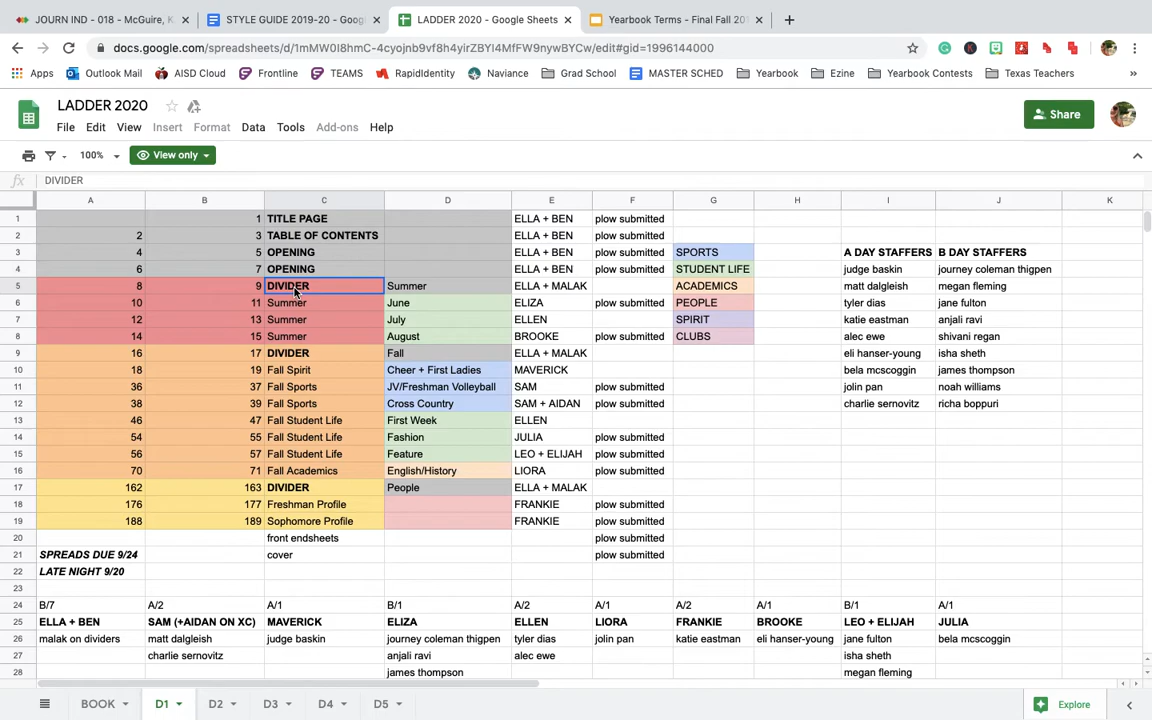 JOURN IND - 018 - McGuire, K
STYLE GUIDE 2019-20 - Goog
LADDER 2020 - Google Sheets
Yearbook Terms - Final Fall 201
docs.google.com/spreadsheets/d/1mMW0I8hmC-4cyojnb9vf8h4yirZBYI4MfFW9nywBYCw/edit#gid=1996144000
Apps Outlook Mail AISD Cloud Frontline TEAMS RapidIdentity Naviance Grad School MASTER SCHED Yearbook Ezine Yearbook Contests Texas Teachers »
LADDER 2020
File Edit View Insert Format Data Tools Add-ons Help
Share
100% View only
fx DIVIDER
A B C D E F G H I J K
1 1 TITLE PAGE ELLA + BEN plow submitted
2 2 3 TABLE OF CONTENTS ELLA + BEN plow submitted
3 4 5 OPENING ELLA + BEN plow submitted SPORTS A DAY STAFFERS B DAY STAFFERS
4 6 7 OPENING ELLA + BEN plow submitted STUDENT LIFE judge baskin journey coleman thigpen
5 8 9 DIVIDER Summer ELLA + MALAK ACADEMICS matt dalgleish megan fleming
6 10 11 Summer June ELIZA plow submitted PEOPLE tyler dias jane fulton
7 12 13 Summer July ELLEN SPIRIT katie eastman anjali ravi
8 14 15 Summer August BROOKE plow submitted CLUBS alec ewe shivani regan
9 16 17 DIVIDER Fall ELLA + MALAK eli hanser-young isha sheth
10 18 19 Fall Spirit Cheer + First Ladies MAVERICK bela mcscoggin james thompson
11 36 37 Fall Sports JV/Freshman Volleyball SAM plow submitted jolin pan noah williams
12 38 39 Fall Sports Cross Country SAM + AIDAN plow submitted charlie sernovitz richa boppuri
13 46 47 Fall Student Life First Week ELLEN
14 54 55 Fall Student Life Fashion JULIA plow submitted
15 56 57 Fall Student Life Feature LEO + ELIJAH plow submitted
16 70 71 Fall Academics English/History LIORA plow submitted
17 162 163 DIVIDER People ELLA + MALAK
18 176 177 Freshman Profile FRANKIE plow submitted
19 188 189 Sophomore Profile FRANKIE plow submitted
20 front endsheets plow submitted
21 SPREADS DUE 9/24 cover plow submitted
22 LATE NIGHT 9/20
23
24 B/7 A/2 A/1 B/1 A/2 A/1 A/2 A/1 B/1 A/1
25 ELLA + BEN SAM (+AIDAN ON XC) MAVERICK ELIZA ELLEN LIORA FRANKIE BROOKE LEO + ELIJAH JULIA
26 malak on dividers matt dalgleish judge baskin journey coleman thigpen tyler dias jolin pan katie eastman eli hanser-young jane fulton bela mcscoggin
27 charlie sernovitz anjali ravi alec ewe isha sheth
28 james thompson megan fleming
BOOK D1 D2 D3 D4 D5 Explore